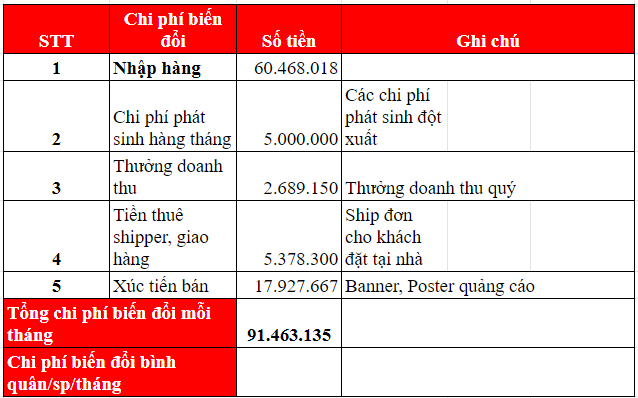 STT Chi phí biến đổi Số tiền Ghi chú
1 Nhập hàng 60.468.018
2 Chi phí phát sinh hàng tháng 5.000.000 Các chi phí phát sinh đột xuất
3 Thưởng doanh thu 2.689.150 Thưởng doanh thu quý
4 Tiền thuê shipper, giao hàng 5.378.300 Ship đơn cho khách đặt tại nhà
5 Xúc tiến bán 17.927.667 Banner, Poster quảng cáo
Tổng chi phí biến đổi mỗi tháng 91.463.135
Chi phí biến đổi bình quân/sp/tháng